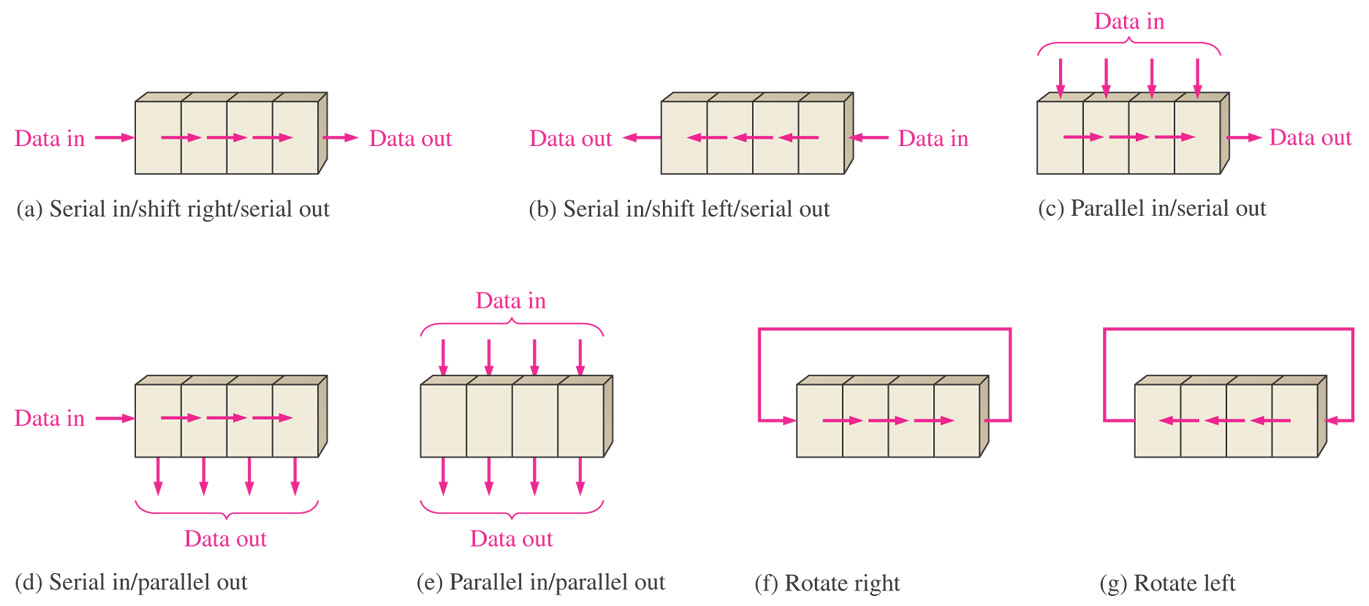 Data in
Data in
Data out
Data out
Data in
Data out
(a) Serial in/shift right/serial out
(b) Serial in/shift left/serial out
(c) Parallel in/serial out
Data in
Data in
Data out
Data out
(d) Serial in/parallel out
(e) Parallel in/parallel out
(f) Rotate right
(g) Rotate left